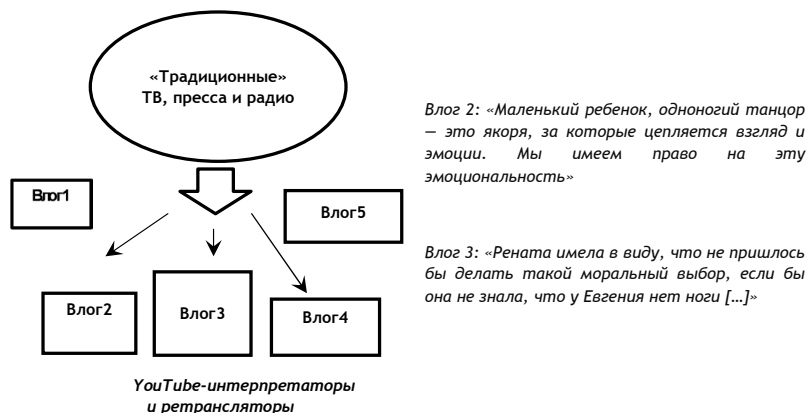 «Традиционные»
ТВ, пресса и радио
Влог1
Влог5
Влог2
Влог3
Влог4
YouTube-интерпретаторы
и ретрансляторы
Влог 2: «Маленький ребенок, одноногий танцор
— это якоря, за которые цепляется взгляд и
эмоции. Мы имеем право на эту
эмоциональность»
Влог 3: «Рената имела в виду, что не пришлось
бы делать такой моральный выбор, если бы
она не знала, что у Евгения нет ноги […]»